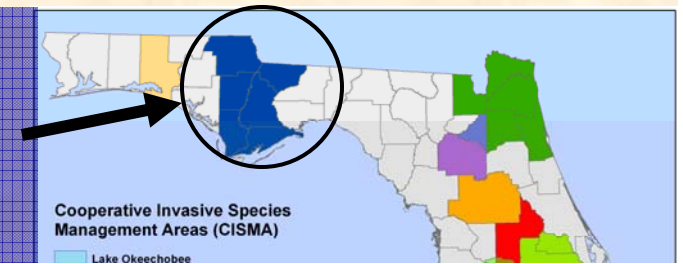 Cooperative Invasive Species
Management Areas (CISMA)
Lake Okeechobee